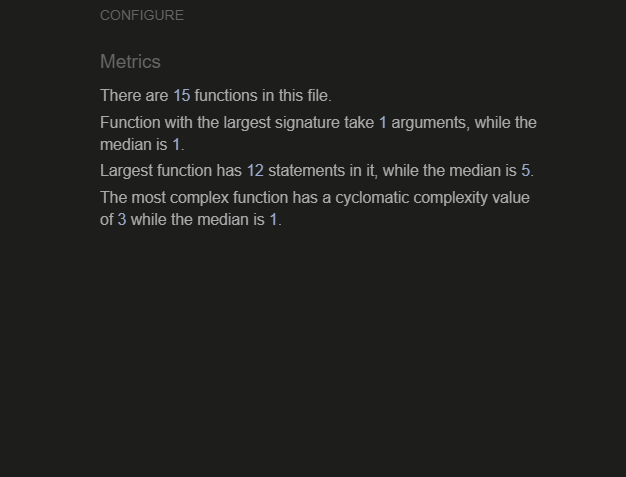 CONFIGURE
Metrics
There are 15 functions in this file.
Function with the largest signature take 1 arguments, while the
median is 1.
Largest function has 12 statements in it, while the median is 5.
The most complex function has a cyclomatic complexity value
of 3 while the median is 1.